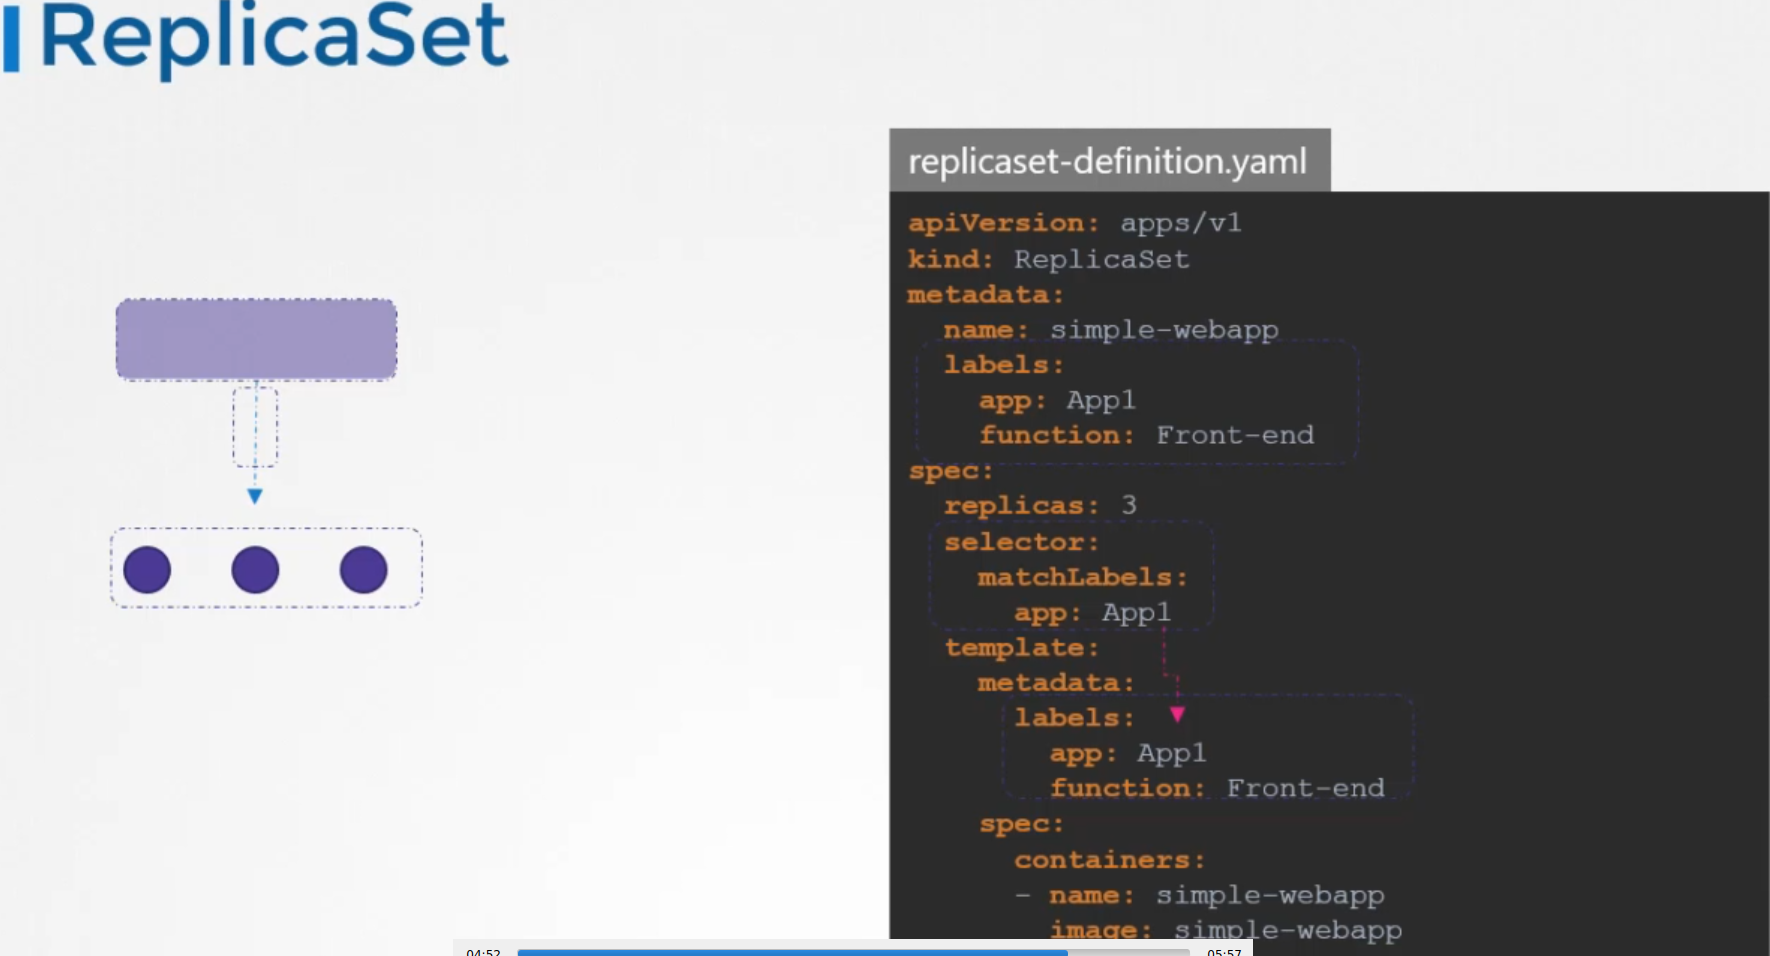 ReplicaSet
replicaset-definition.yaml
apiVersion: apps/v1
kind: ReplicaSet
metadata:
  name: simple-webapp
  labels:
    app: App1
    function: Front-end
spec:
  replicas: 3
  selector:
    matchLabels:
      app: App1
  template:
    metadata:
      labels:
        app: App1
        function: Front-end
    spec:
      containers:
      - name: simple-webapp
        image: simple-webapp
04:52 05:57